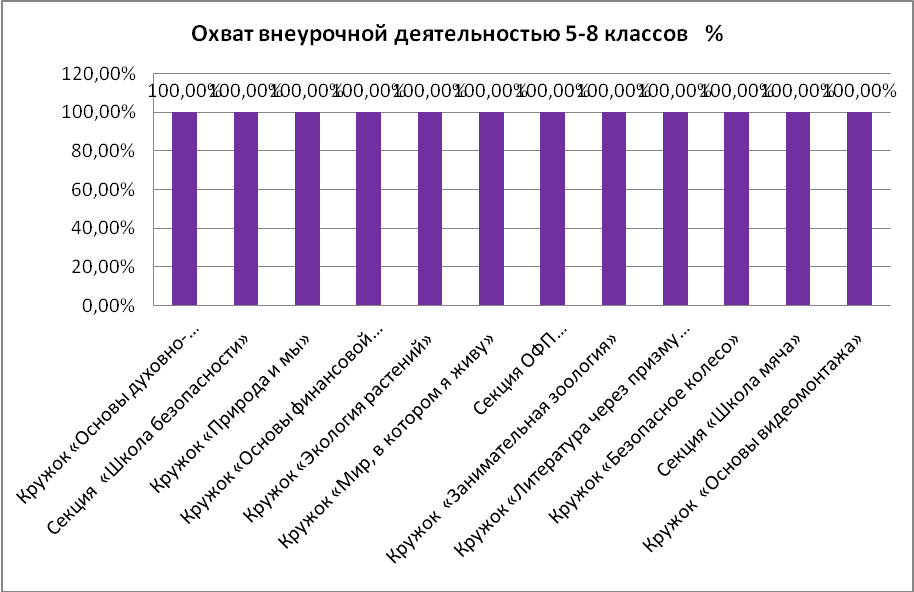 Охват внеурочной деятельностью 5-8 классов %
120,00%
100,00%
80,00%
60,00%
40,00%
20,00%
0,00%
100,00% 100,00% 100,00% 100,00% 100,00% 100,00% 100,00% 100,00% 100,00% 100,00% 100,00% 100,00%
Кружок «Основы духовно-...
Секция «Школа безопасности»
Кружок «Природа и мы»
Кружок «Основы финансовой...
Кружок «Экология растений»
Кружок «Мир, в котором я живу»
Секция ОФП...
Кружок «Занимательная зоология»
Кружок «Литература через призму...
Кружок «Безопасное колесо»
Секция «Школа мяча»
Кружок «Основы видеомонтажа»